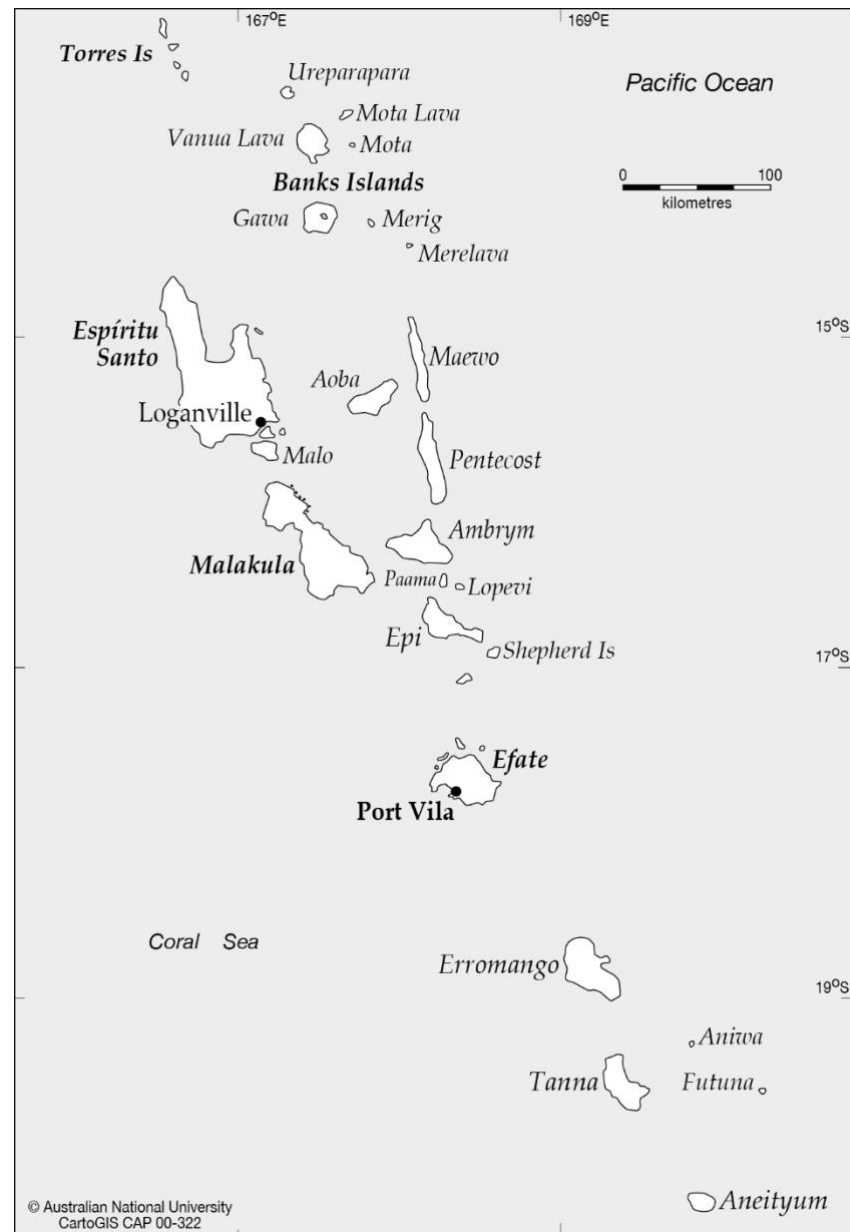 167°E
169°E
Torres Is
Ureparapara
Pacific Ocean
Mota Lava
Vanua Lava
Mota
Banks Islands
0
100
kilometres
Gawa
Merig
Merelava
Espíritu
Santo
15°S
Maewo
Aoba
Loganville
Malo
Pentecost
Ambrym
Malakula
Paama
Lopevi
Epi
Shepherd Is
17°S
Efate
Port Vila
Coral Sea
Erromango
19°S
Aniwa
Tanna
Futuna
Aneityum
© Australian National University
CartoGIS CAP 00-322